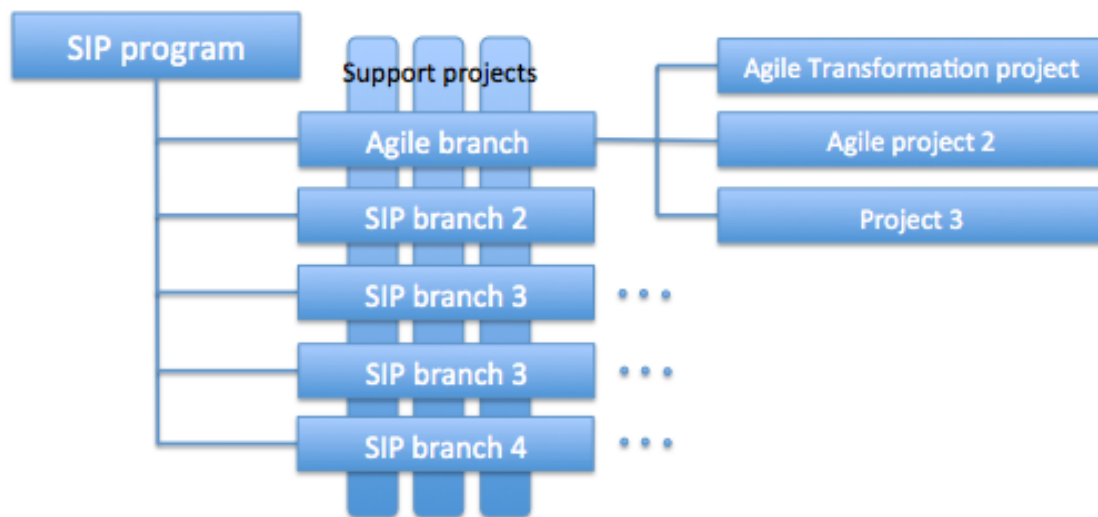 SIP program
Support projects
Agile branch
SIP branch 2
SIP branch 3
SIP branch 3
SIP branch 4
Agile Transformation project
Agile project 2
Project 3